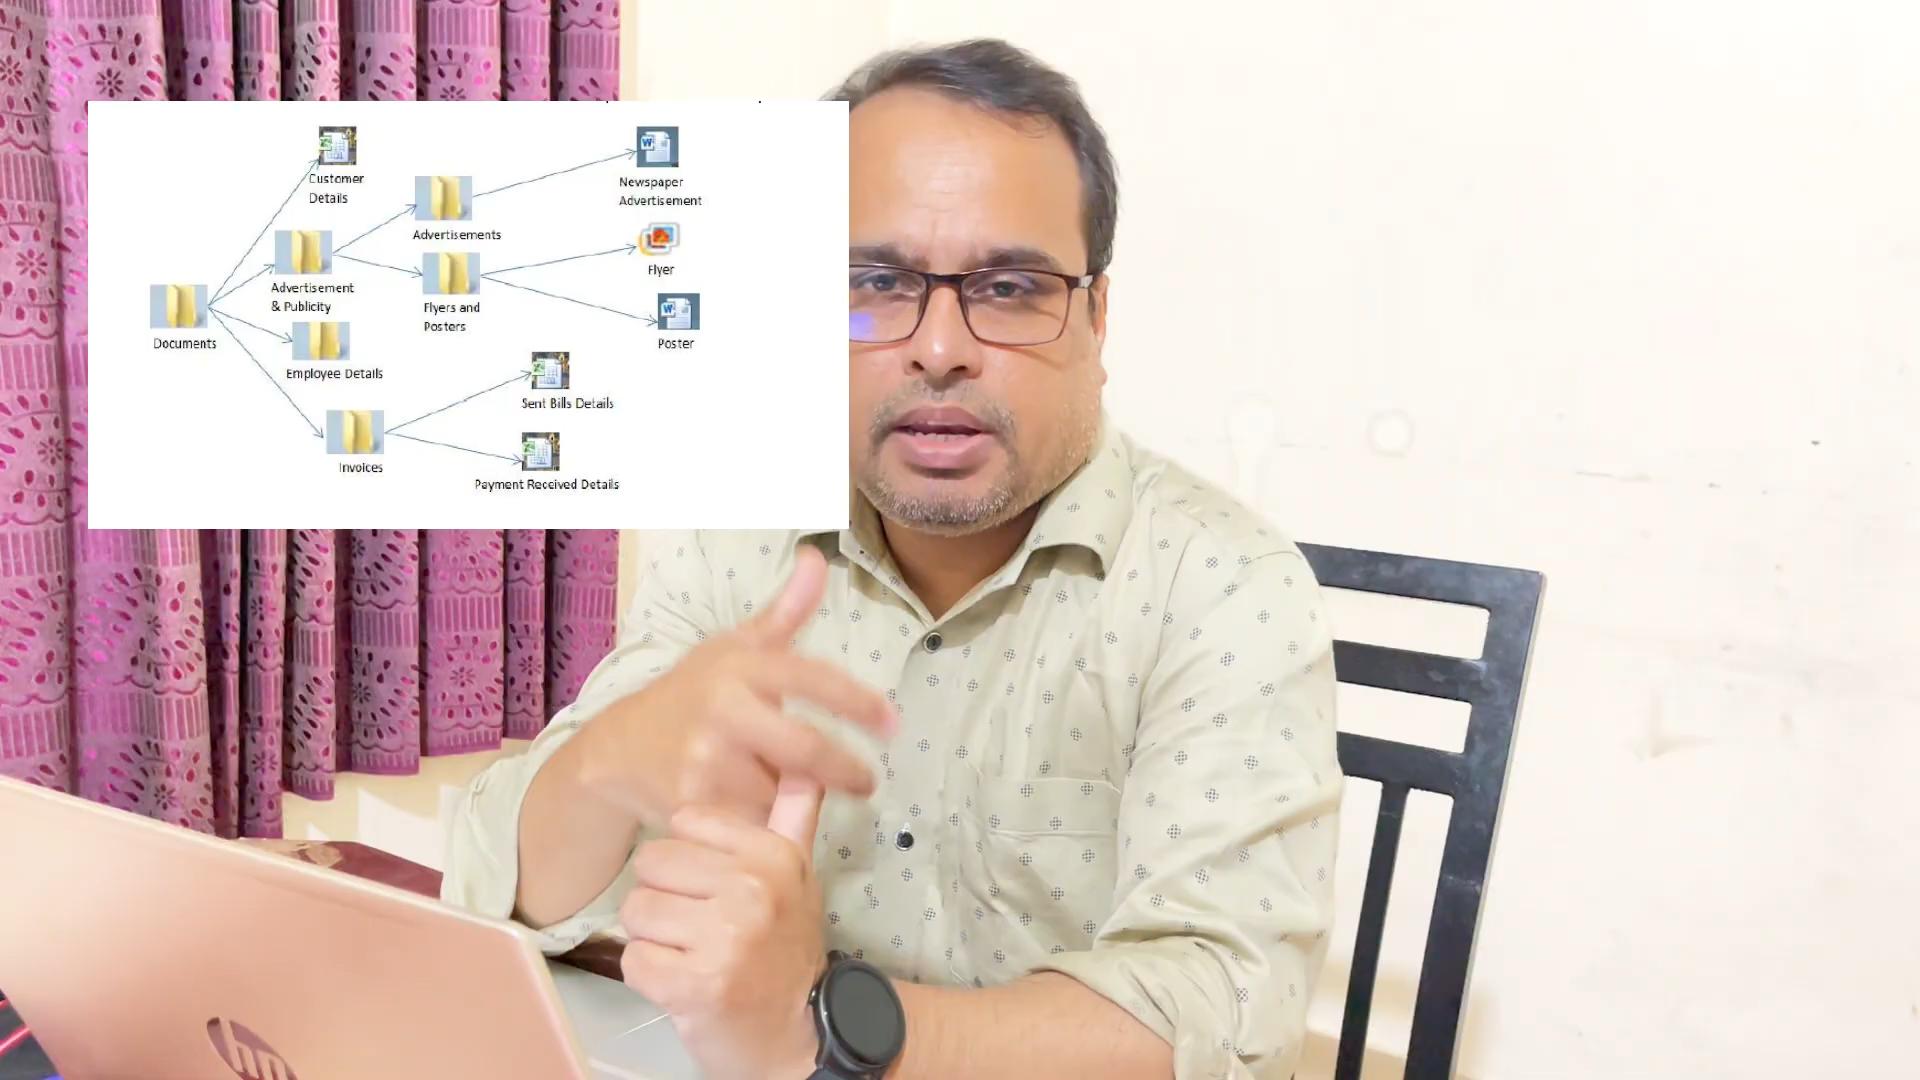 Customer
Details
Newspaper
Advertisement
Advertisements
Flyer
Advertisement
& Publicity
Flyers and
Posters
Documents
Poster
Employee Details
Sent Bills Details
Invoices
Payment Received Details
hp